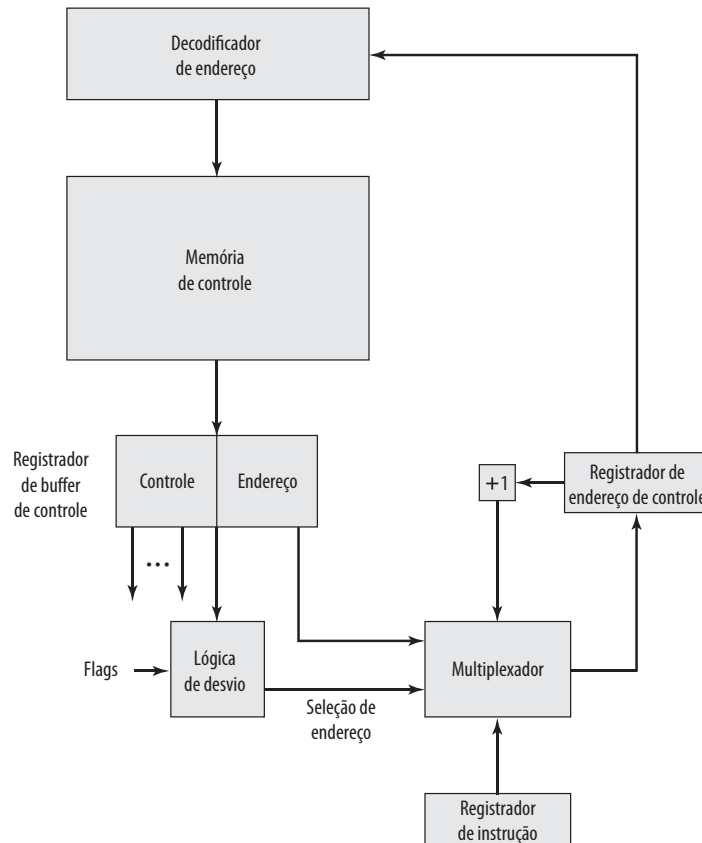 Decodificador
de endereço
Memória
de controle
Registrador
de buffer
de controle
Controle
Endereço
+1
Registrador de
endereço de controle
...
Flags
Lógica
de desvio
Seleção de
endereço
Multiplexador
Registrador
de instrução